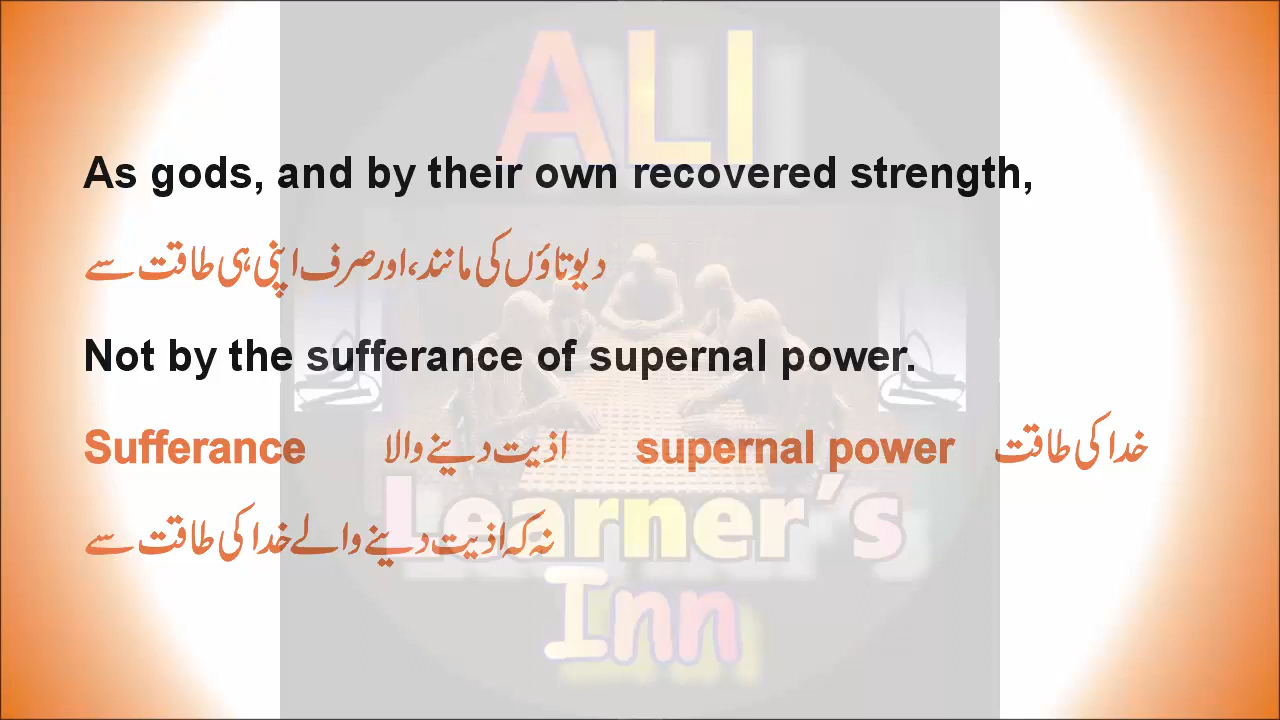 ALI
As gods, and by their own recovered strength,
دیوتاؤں کی مانند، اور صرف اپنی ہی طاقت سے
Not by the sufferance of supernal power.
Sufferance اذیت دینے والا supernal power خدا کی طاقت
Learner's
نہ کہ اذیت دینے والے خدا کی طاقت سے
Inn